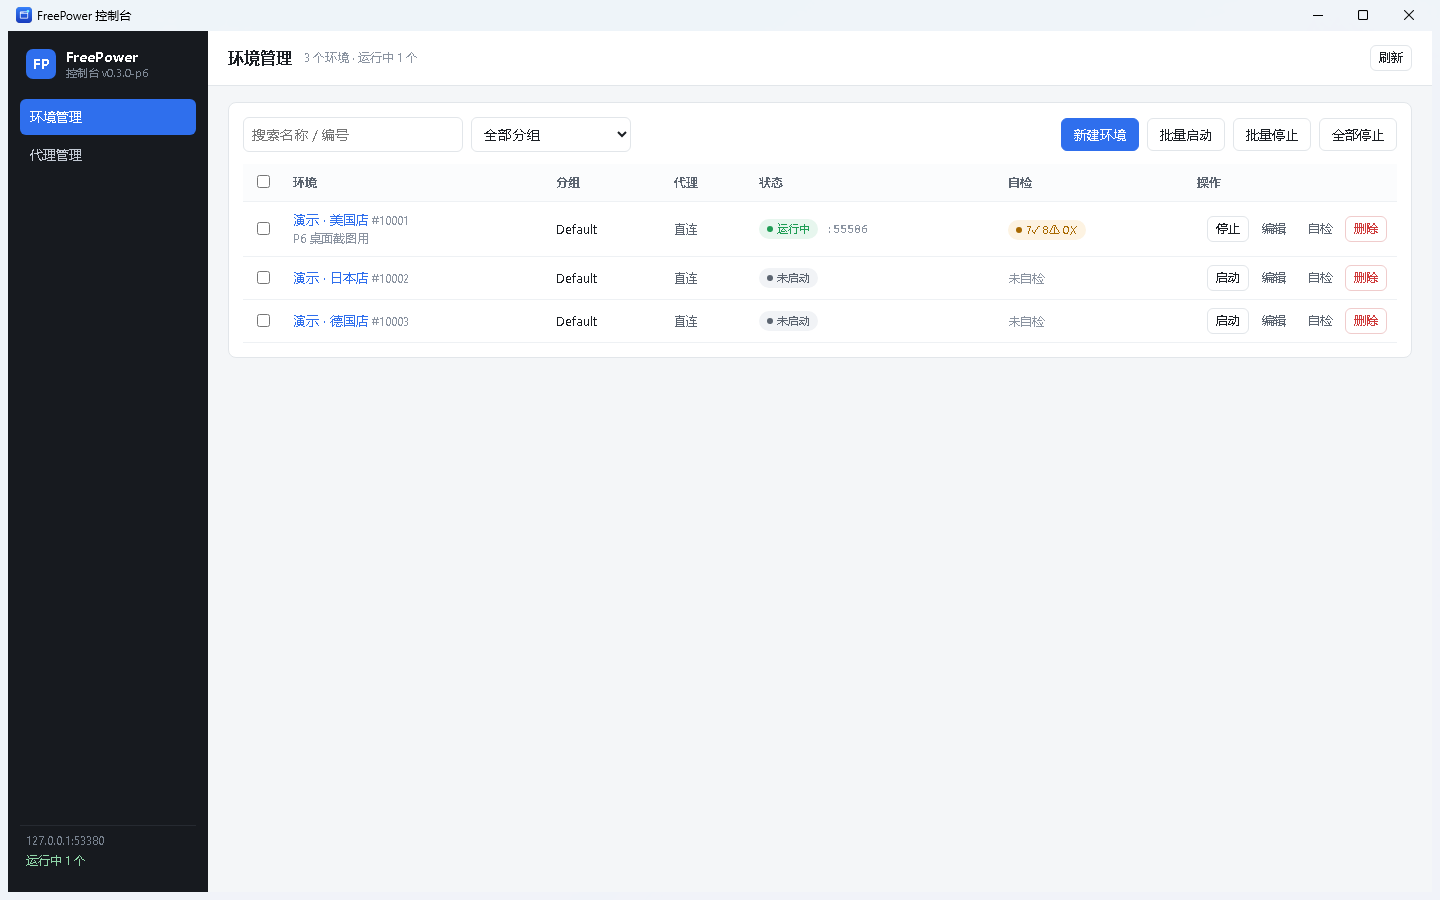 FreePower 控制台
FP
FreePower
控制台 v0.3.0-p6
环境管理
代理管理
127.0.0.1:53380
运行中 1 个
环境管理 3 个环境 · 运行中 1 个
刷新
搜索名称 / 编号
全部分组
新建环境 批量启动 批量停止 全部停止
环境 分组 代理 状态 自检 操作
演示 · 美国店 #10001 Default 直连 运行中 :55586 7✓ 8⚠ 0✗ 停止 编辑 自检 删除
P6 桌面截图用
演示 · 日本店 #10002 Default 直连 未启动 未自检 启动 编辑 自检 删除
演示 · 德国店 #10003 Default 直连 未启动 未自检 启动 编辑 自检 删除